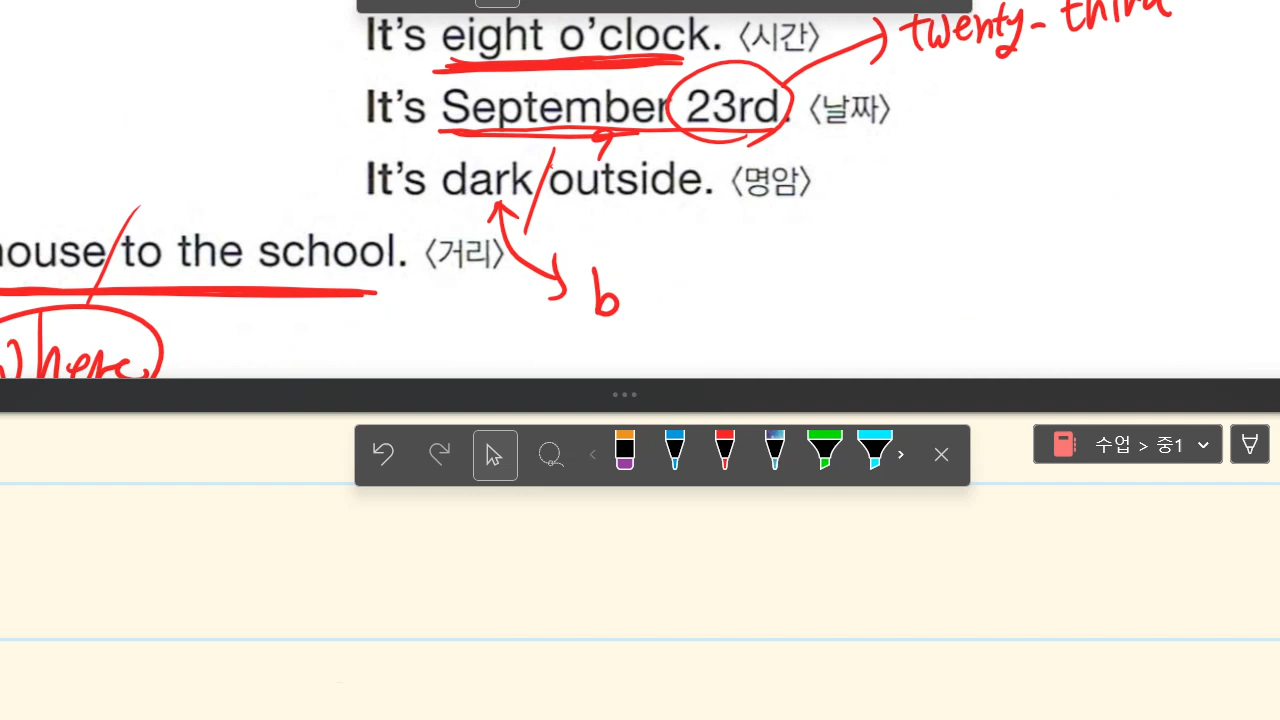 It's eight o'clock. 〈시간〉
twenty-third
It's September 23rd. 〈날짜〉
It's dark outside. 〈명암〉
to the school. 〈거리〉
b
where
수업 > 중1